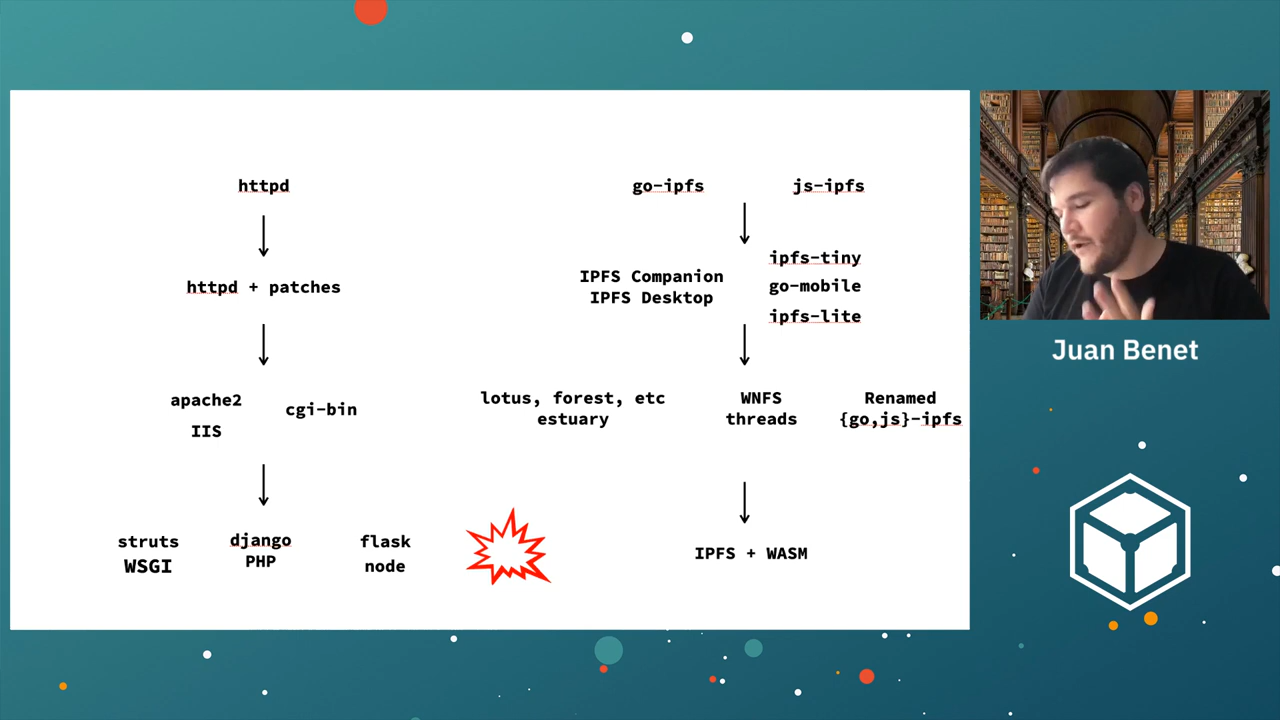 httpd
httpd + patches
apache2
IIS
cgi-bin
struts
WSGI
django
PHP
flask
node
go-ipfs
js-ipfs
IPFS Companion
IPFS Desktop
ipfs-tiny
go-mobile
ipfs-lite
lotus, forest, etc
estuary
WNFS
threads
Renamed
{go,js}-ipfs
IPFS + WASM
Juan Benet